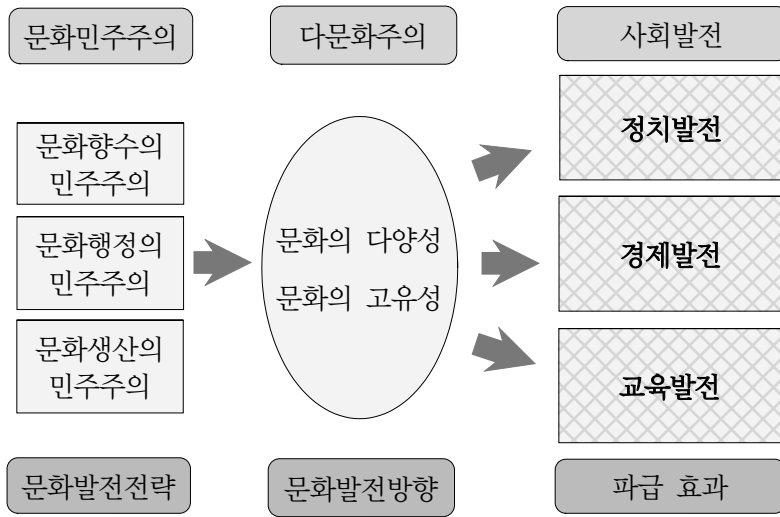 문화민주주의
다문화주의
사회발전
문화향수의
민주주의
문화행정의
민주주의
문화생산의
민주주의
문화의 다양성
문화의 고유성
정치발전
경제발전
교육발전
문화발전전략
문화발전방향
파급 효과